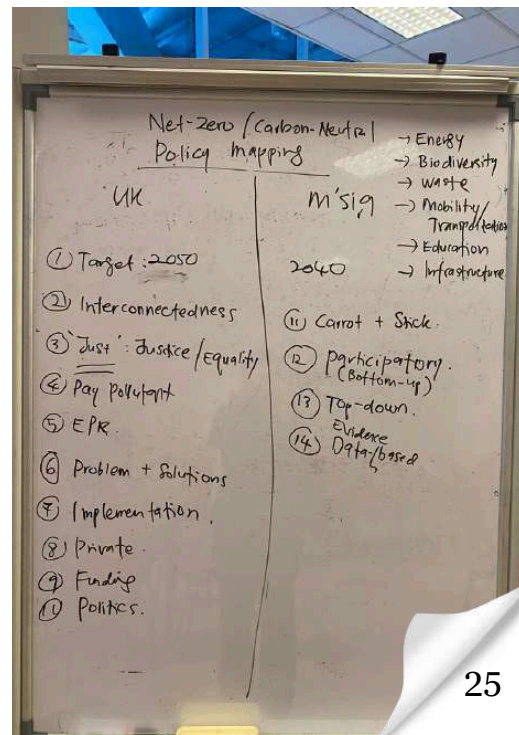 Net-Zero / Carbon-Neutral
Policy Mapping
→ Energy
→ Biodiversity
→ waste
→ Mobility/
Transportation
→ Education
→ Infrastructure
UK
① Target : 2050
② Interconnectedness
③ "Just" : Justice/Equality
④ Pay Pollutant
⑤ EPR
⑥ Problem + Solutions
⑦ Implementation.
⑧ Private.
⑨ Funding
Politics.
m'sia
2040
⑪ Carrot + Stick.
⑫ participatory.
(Bottom-up)
⑬ Top-down.
Evidence
⑭ Data/based
25